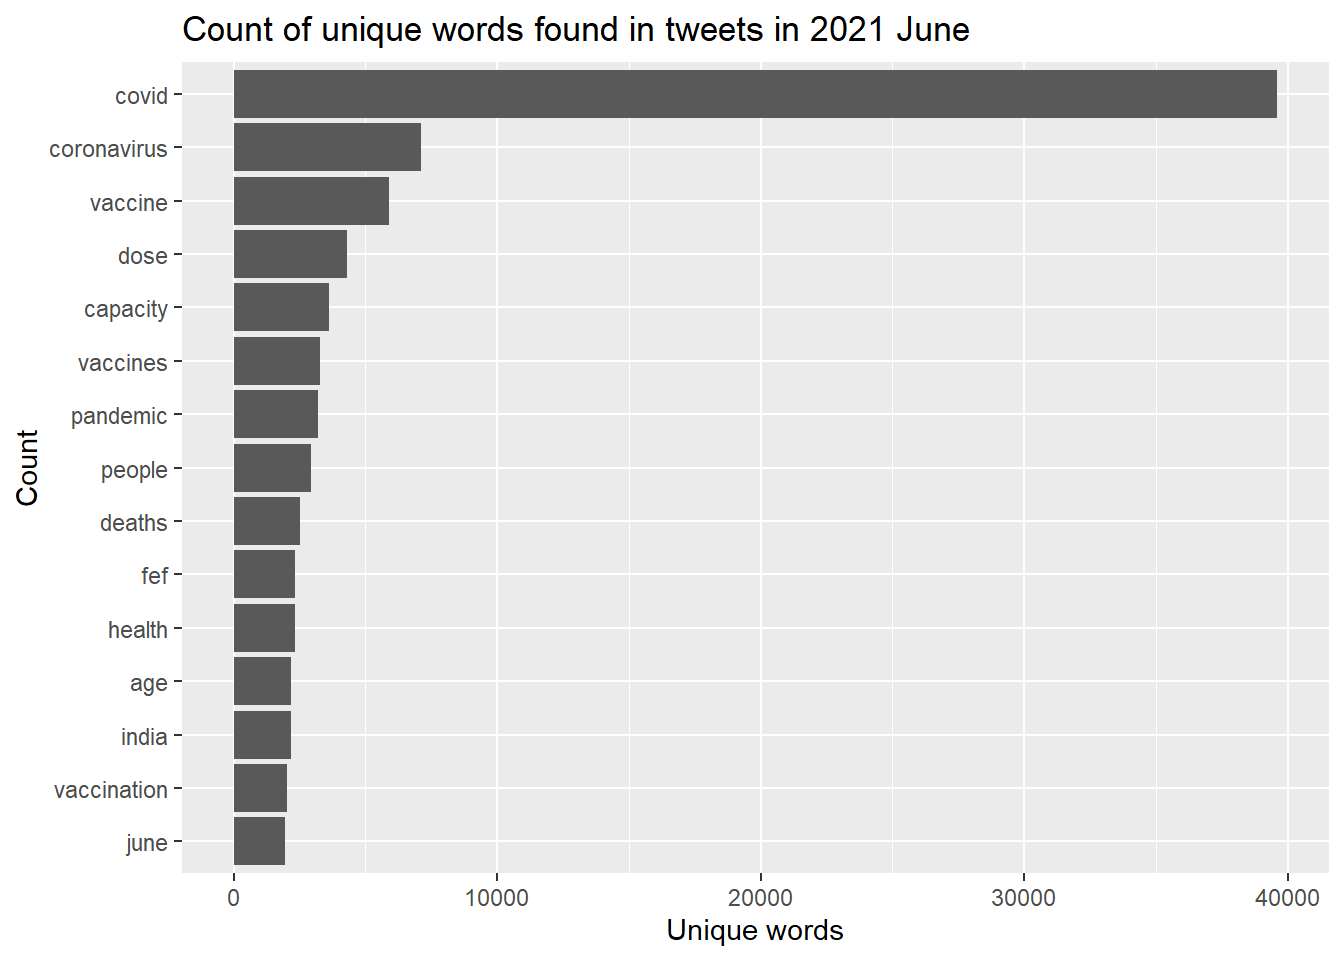 Count of unique words found in tweets in 2021 June
covid
coronavirus
vaccine
dose
capacity
vaccines
pandemic
people
deaths
fef
health
age
india
vaccination
june
Count
0 10000 20000 30000 40000
Unique words